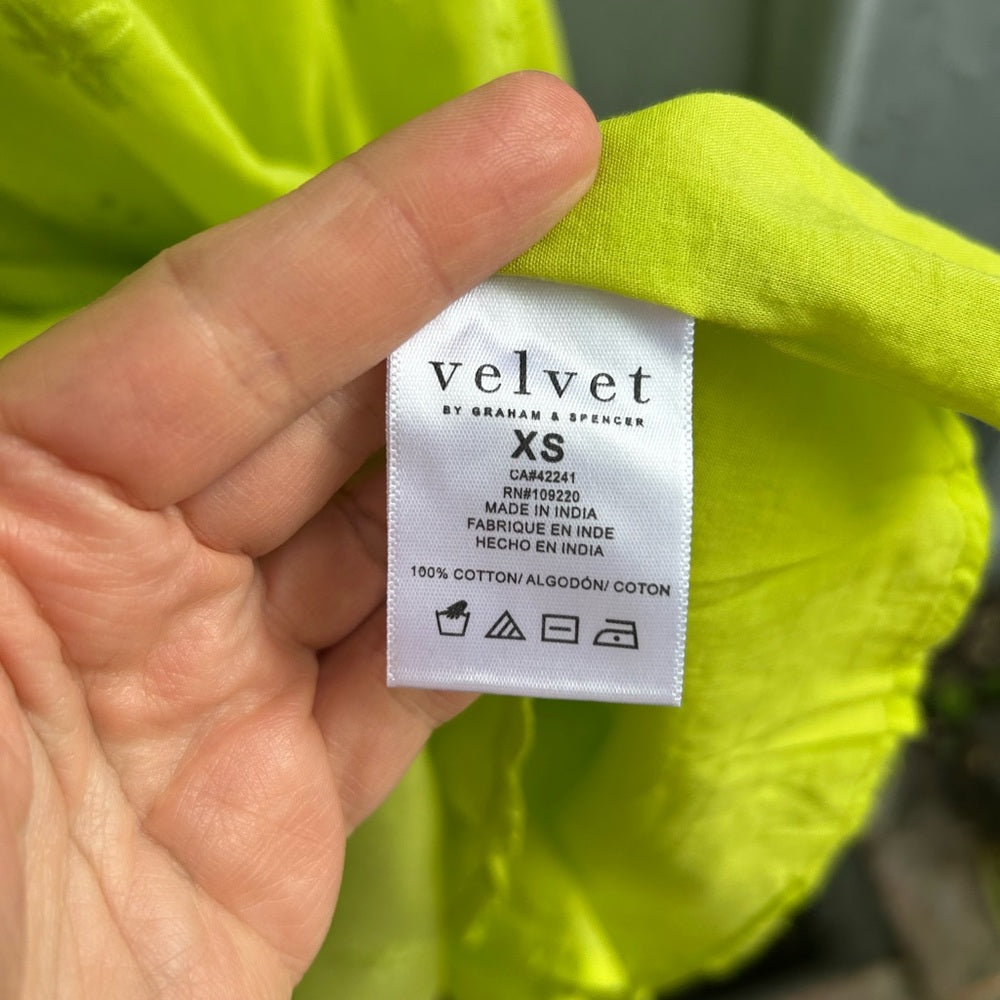 velvet
BY GRAHAM & SPENCER
XS
CA#42241
RN#109220
MADE IN INDIA
FABRIQUE EN INDE
HECHO EN INDIA
100% COTTON/ ALGODÓN/ COTON